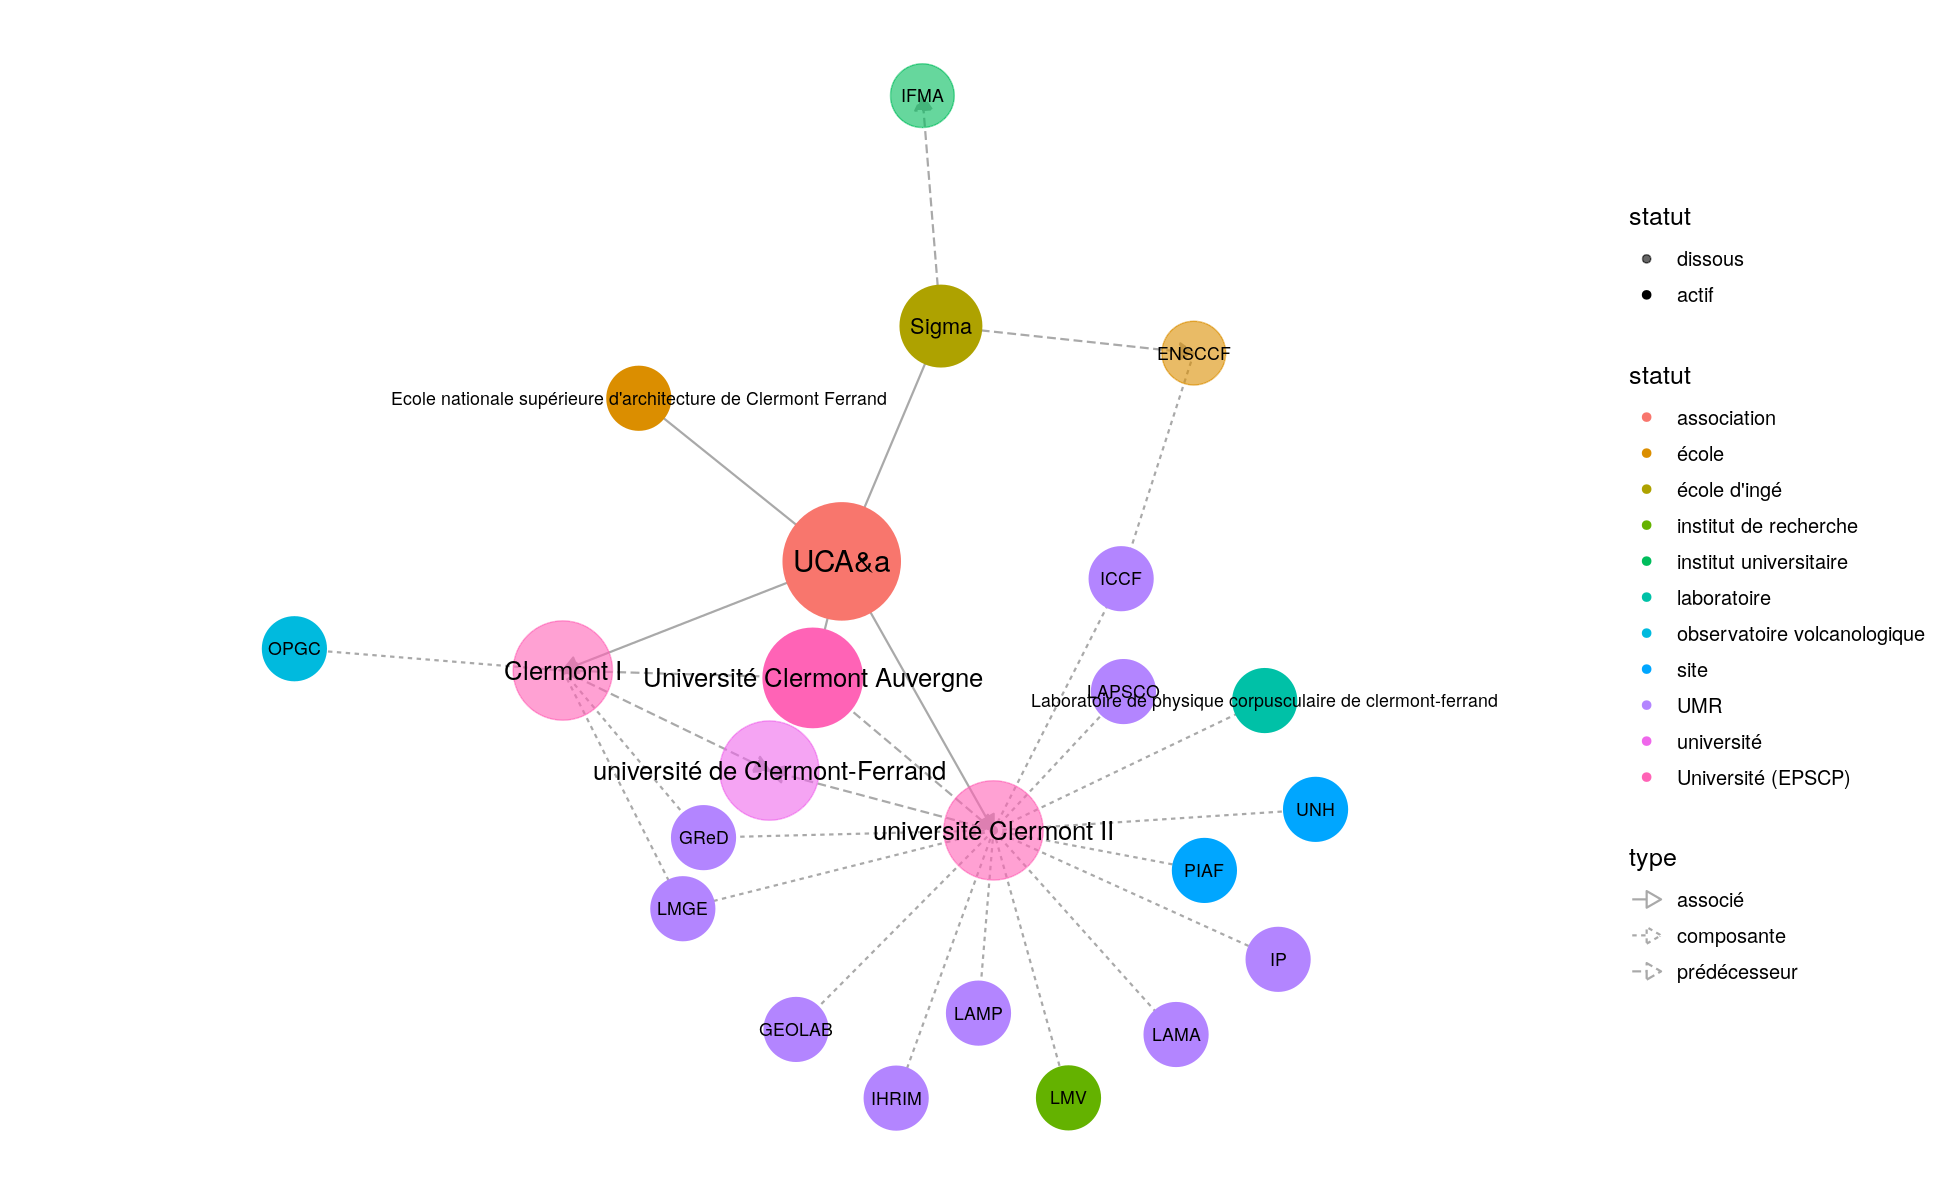 IFMA
Sigma
ENSCCF
Ecole nationale supérieure d'architecture de Clermont Ferrand
UCA&a
ICCF
OPGC
Clermont I
Université Clermont Auvergne
LAPSCO
Laboratoire de physique corpusculaire de clermont-ferrand
université de Clermont-Ferrand
UNH
GReD
université Clermont II
PIAF
LMGE
IP
LAMP
GEOLAB
LAMA
IHRIM
LMV
statut
dissous
actif
statut
association
école
école d'ingé
institut de recherche
institut universitaire
laboratoire
observatoire volcanologique
site
UMR
université
Université (EPSCP)
type
associé
composante
prédécesseur